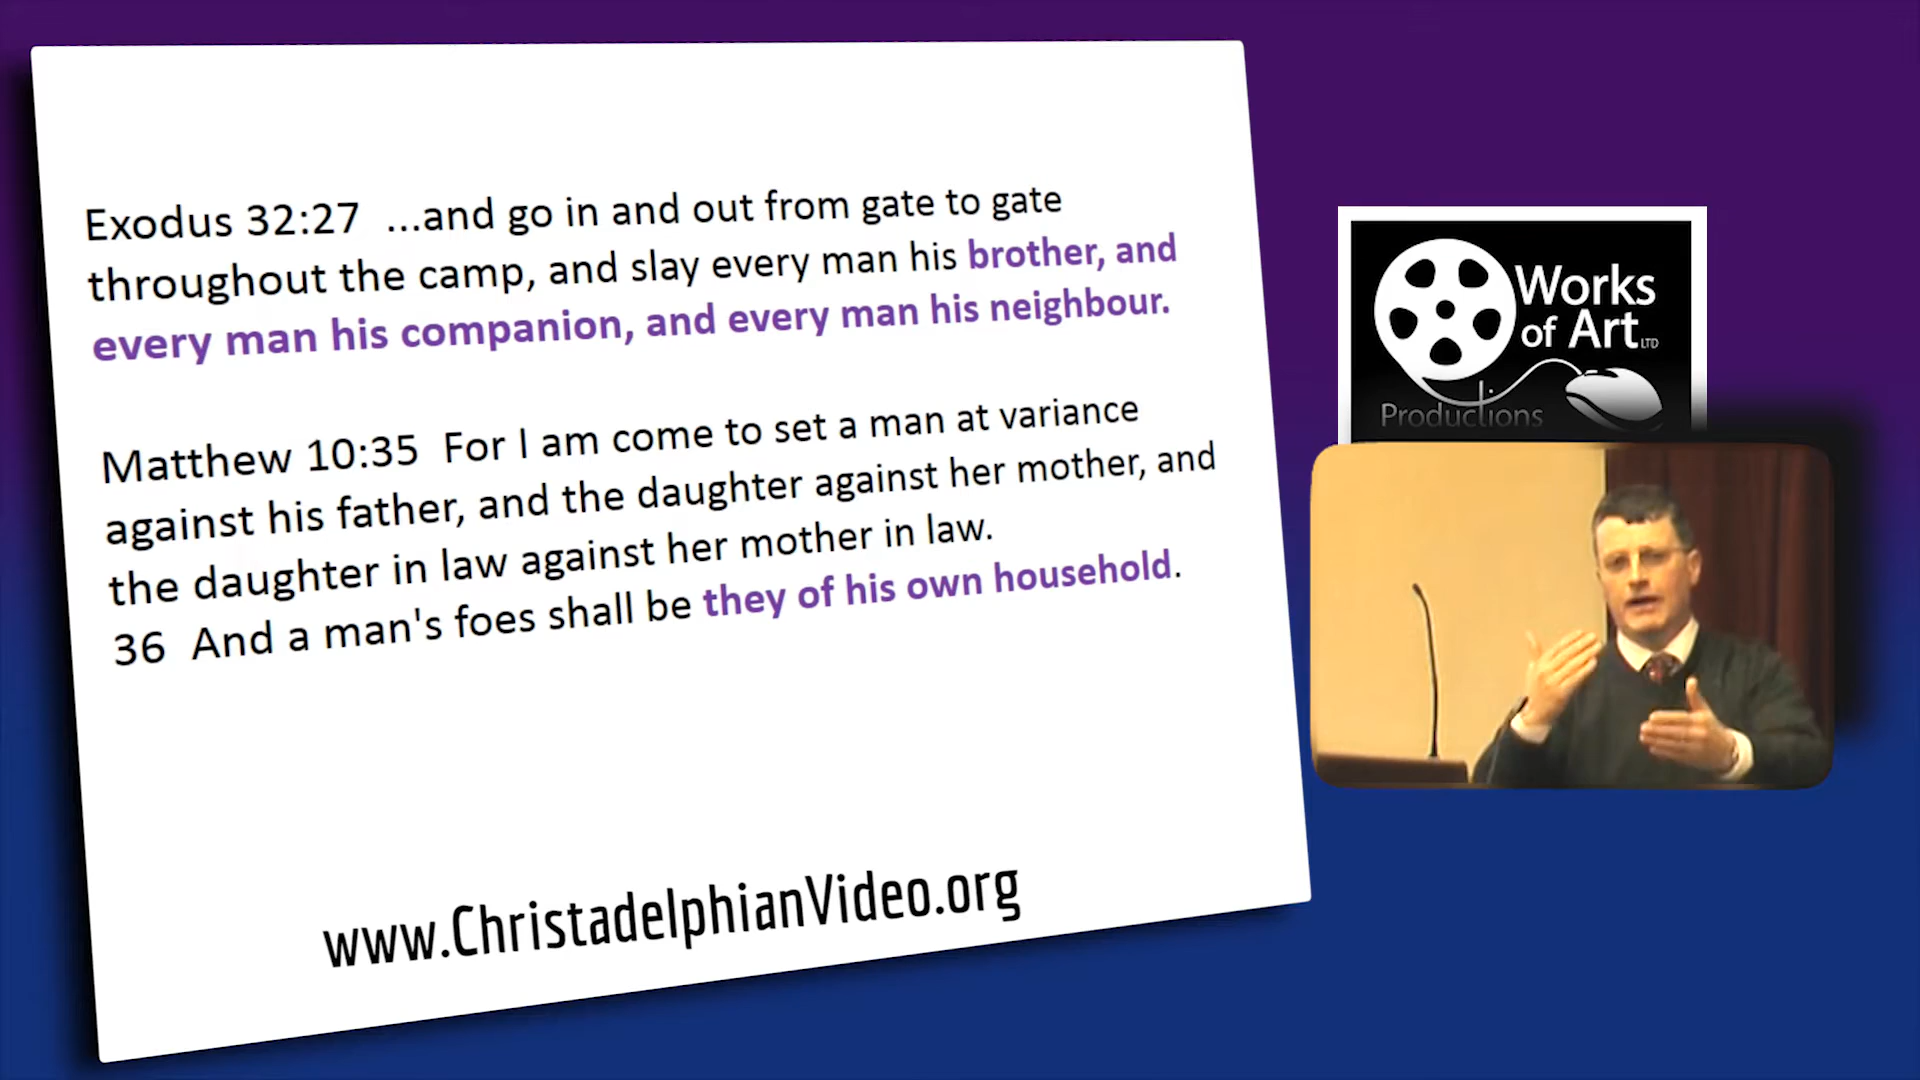 Exodus 32:27 ...and go in and out from gate to gate
throughout the camp, and slay every man his brother, and
every man his companion, and every man his neighbour.
Matthew 10:35 For I am come to set a man at variance
against his father, and the daughter against her mother, and
the daughter in law against her mother in law.
36 And a man's foes shall be they of his own household.
www.ChristadelphianVideo.org
Works
of Art LTD
Productions